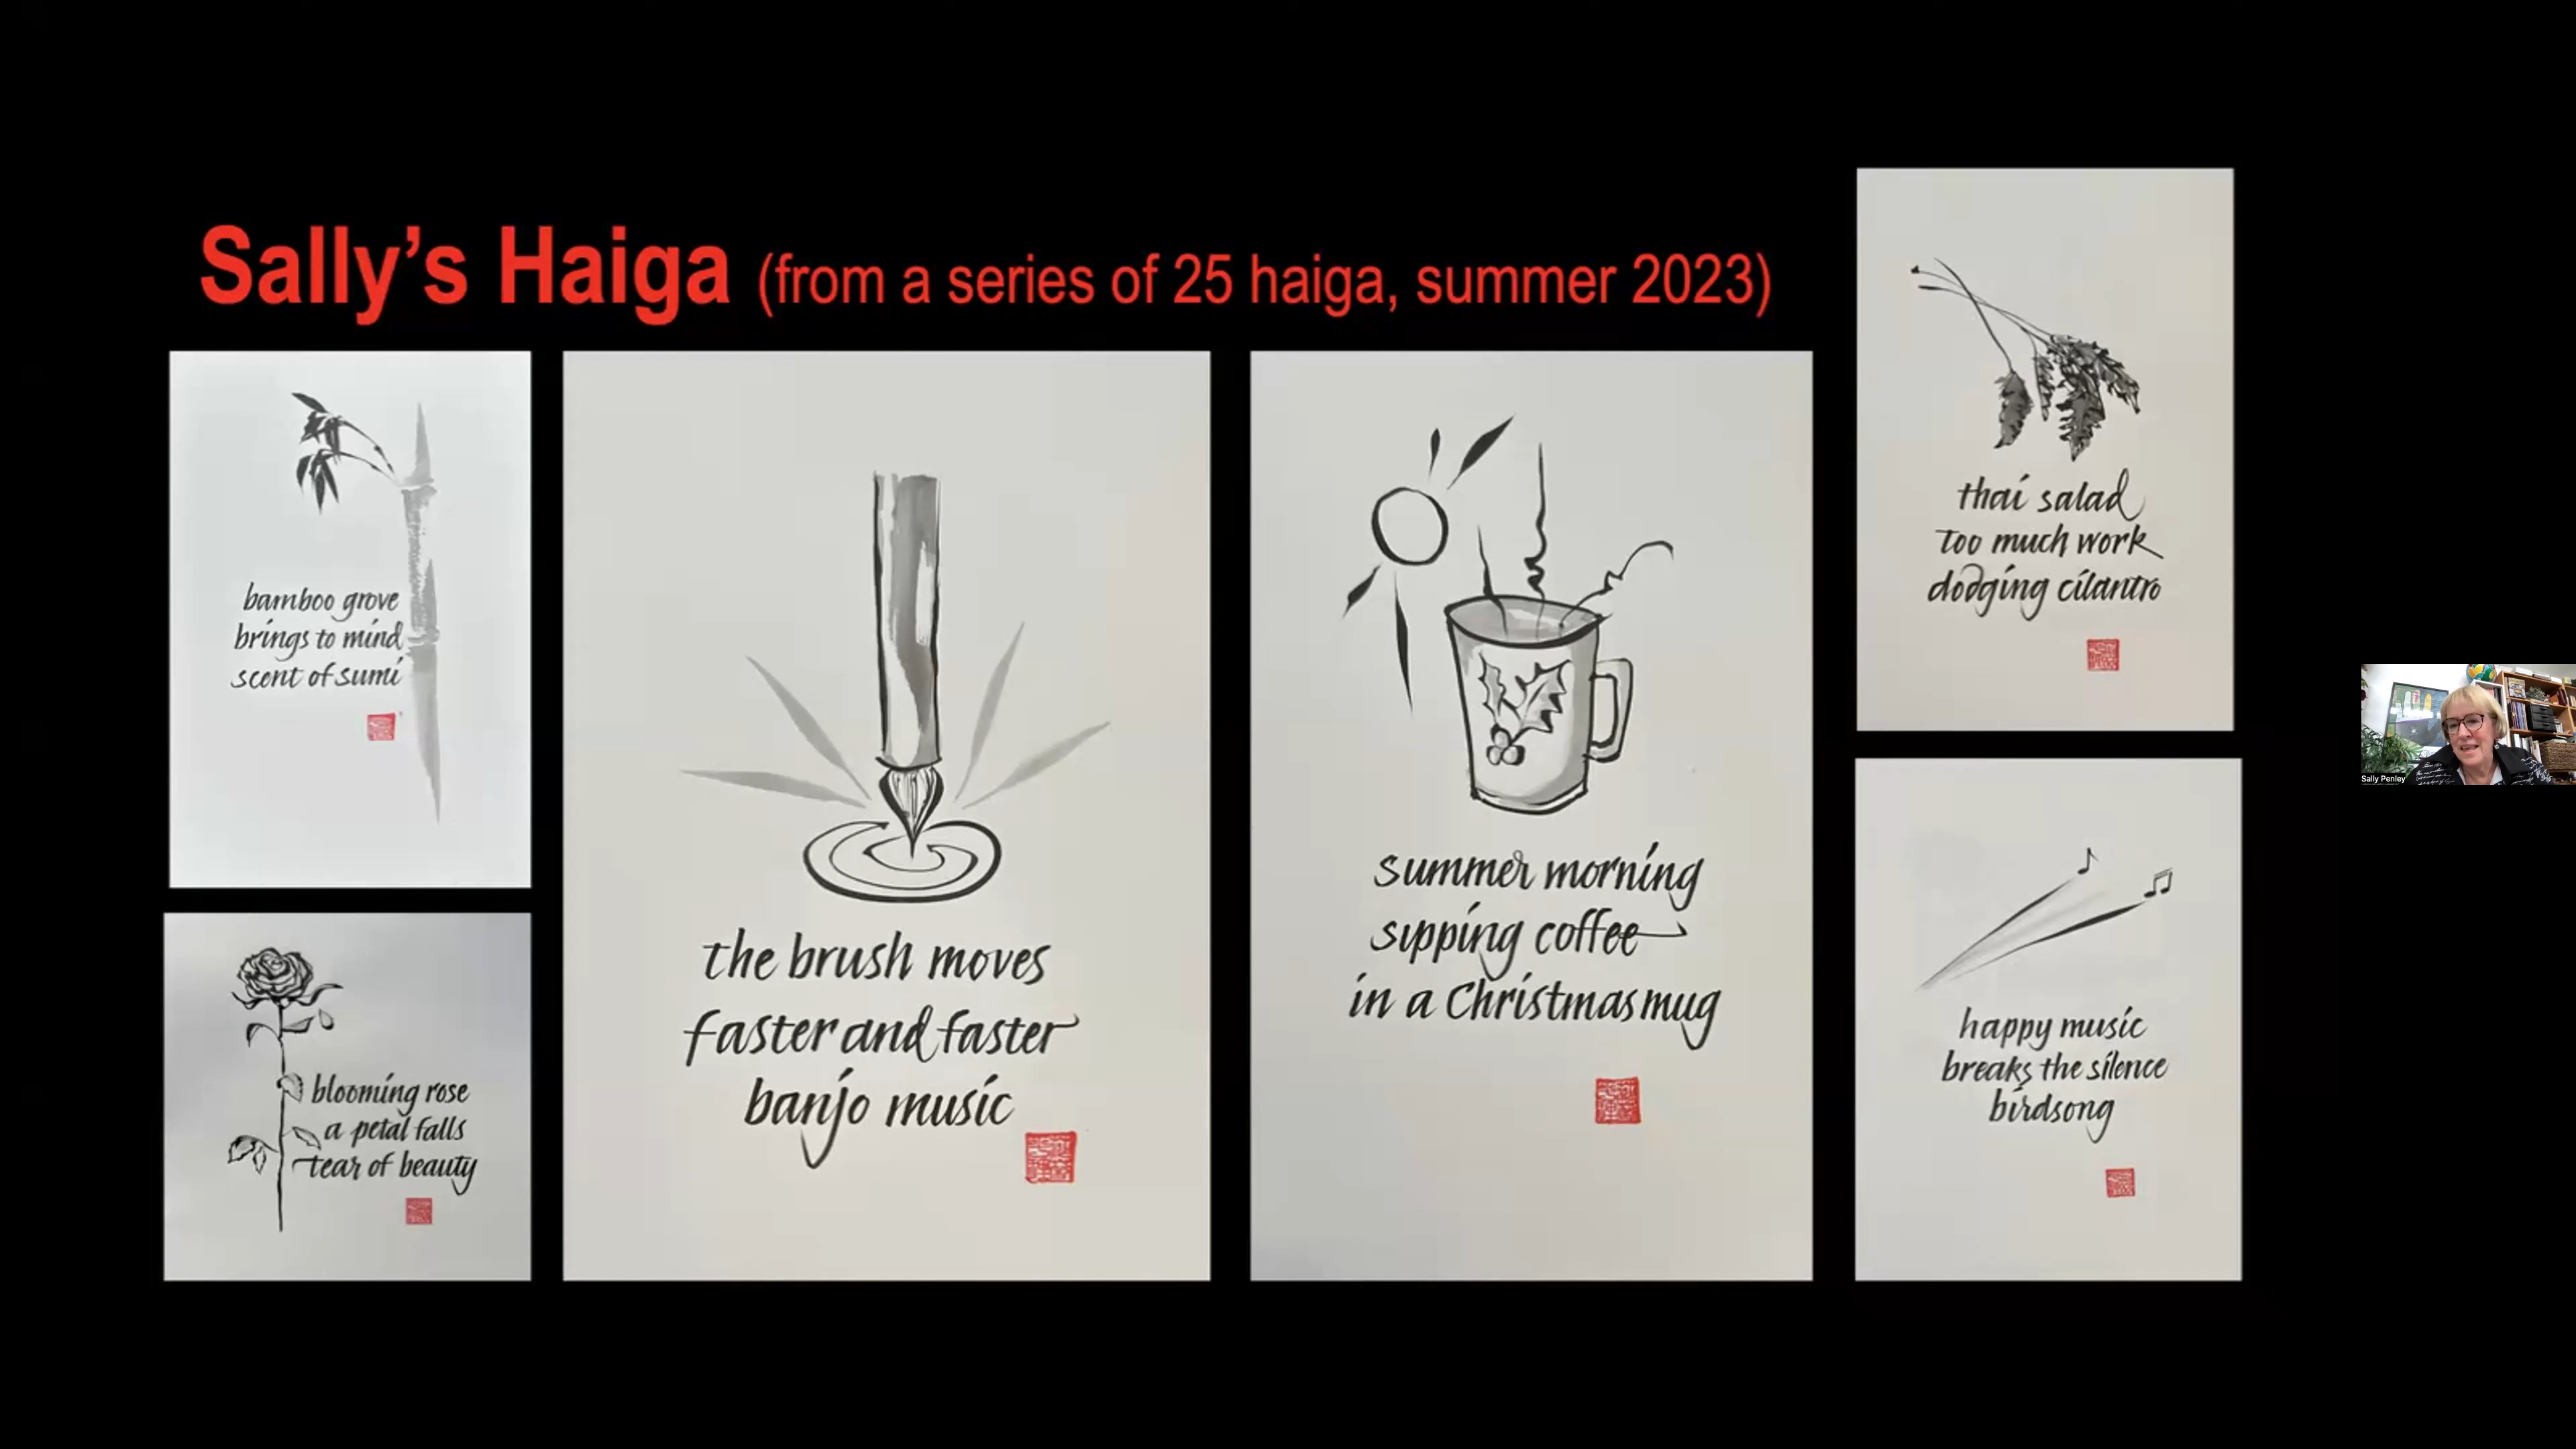 Sally's Haiga (from a series of 25 haiga, summer 2023)
bamboo grove
brings to mind
scent of sumi
blooming rose
a petal falls
tear of beauty
the brush moves
faster and faster
banjo music
summer morning
sipping coffee
in a Christmas mug
thai salad
too much work
dodging cilantro
happy music
breaks the silence
birdsong
Sally Penley